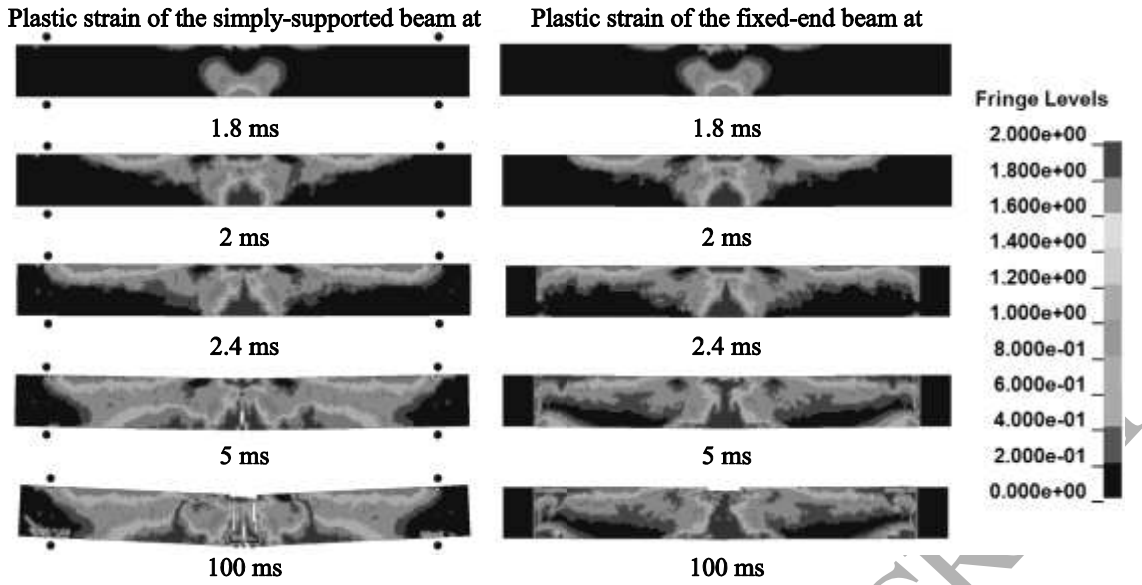 Plastic strain of the simply-supported beam at
1.8 ms
2 ms
2.4 ms
5 ms
100 ms
Plastic strain of the fixed-end beam at
1.8 ms
2 ms
2.4 ms
5 ms
100 ms
Fringe Levels
2.000e+00
1.800e+00
1.600e+00
1.400e+00
1.200e+00
1.000e+00
8.000e-01
6.000e-01
4.000e-01
2.000e-01
0.000e+00